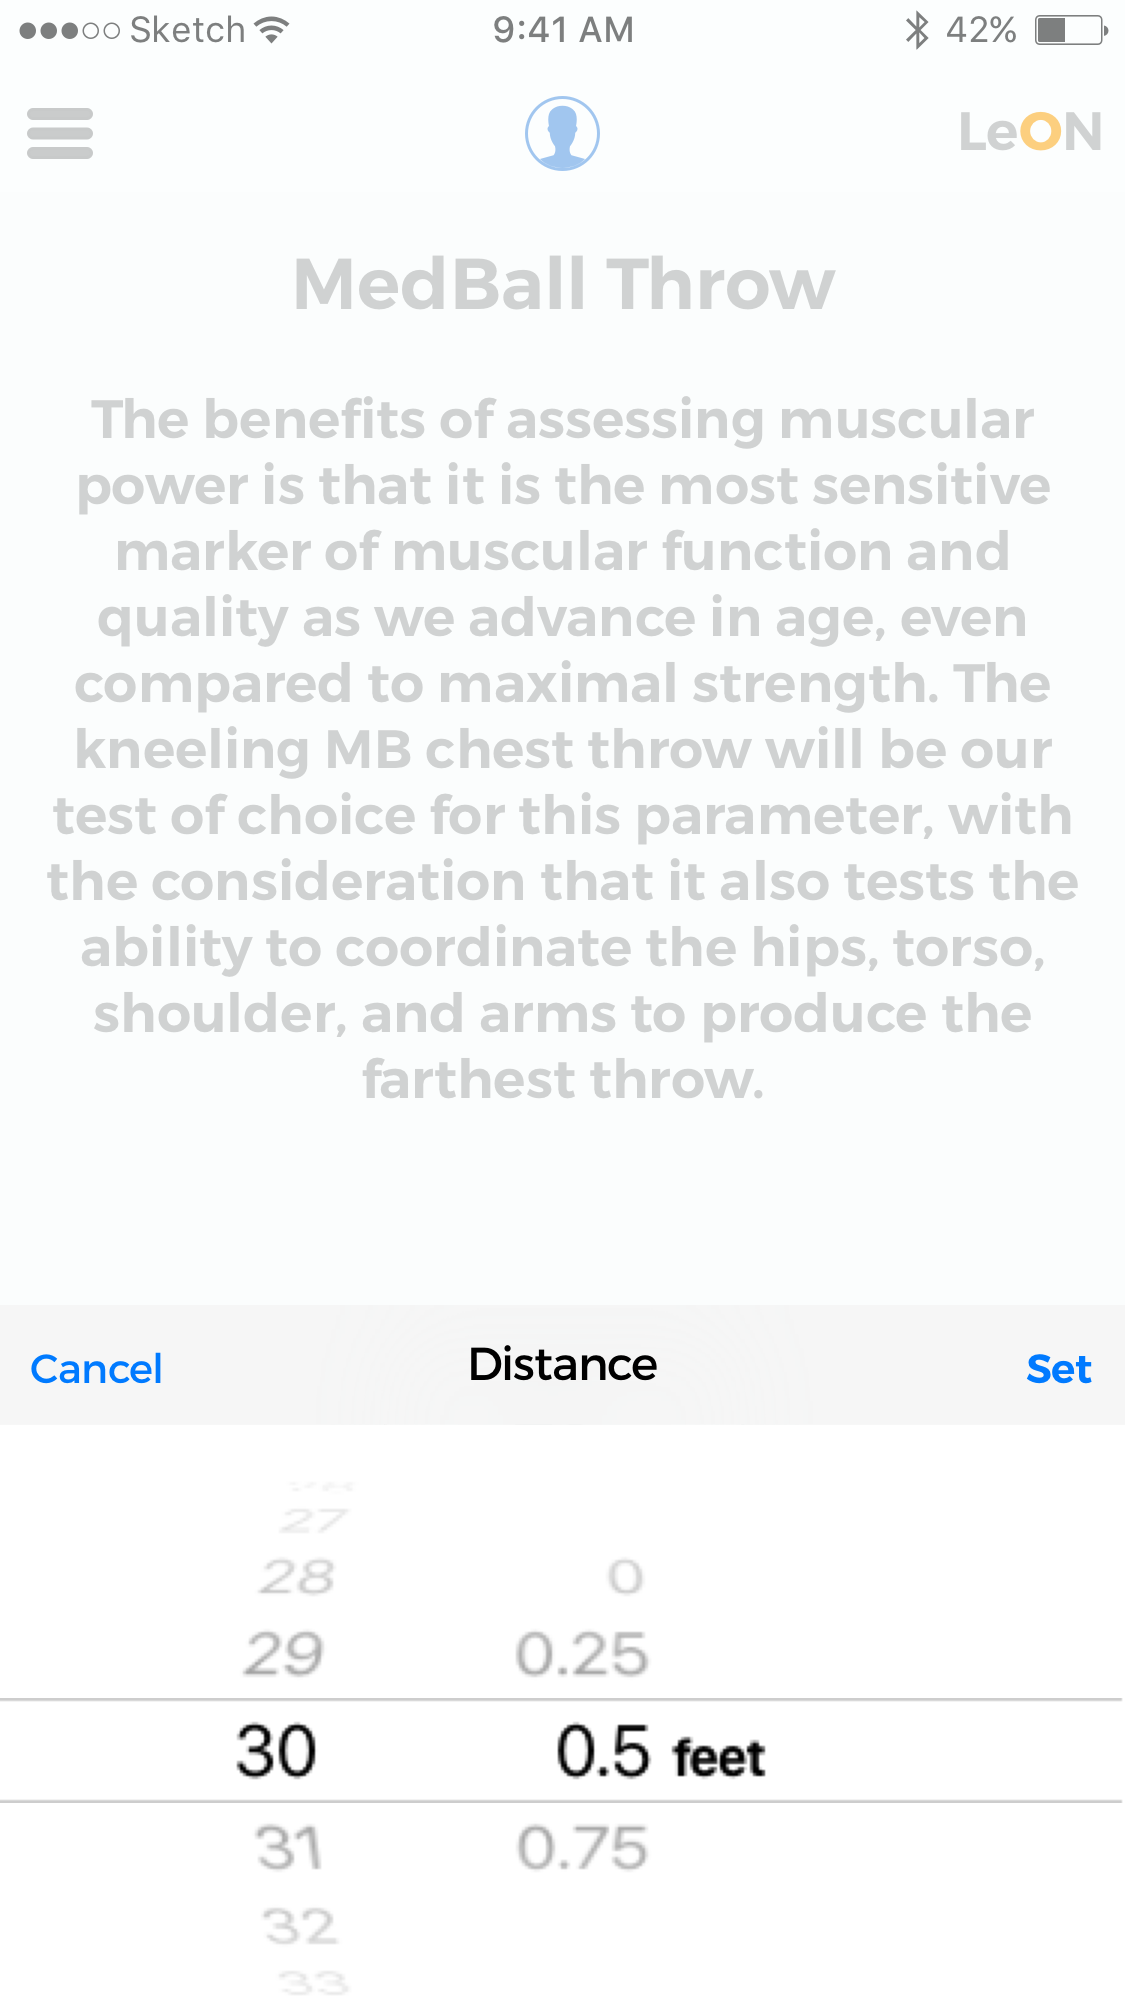 Sketch 9:41 AM 42%
LeON
MedBall Throw
The benefits of assessing muscular
power is that it is the most sensitive
marker of muscular function and
quality as we advance in age, even
compared to maximal strength. The
kneeling MB chest throw will be our
test of choice for this parameter, with
the consideration that it also tests the
ability to coordinate the hips, torso,
shoulder, and arms to produce the
farthest throw.
Cancel Distance Set
27
28 0
29 0.25
30 0.5 feet
31 0.75
32
33